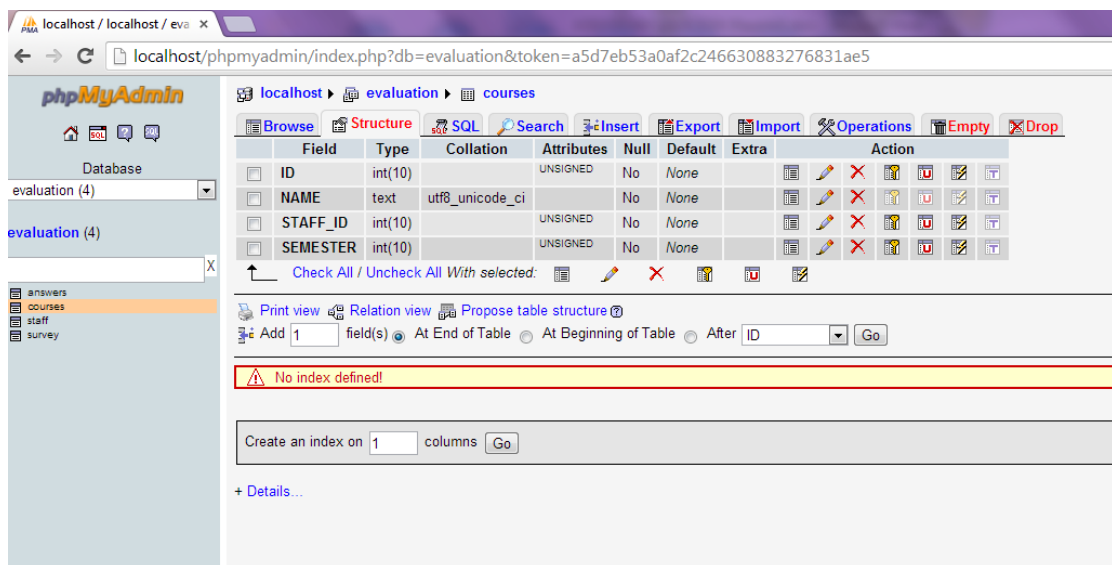 localhost / localhost / eva x
localhost/phpmyadmin/index.php?db=evaluation&token=a5d7eb53a0af2c246630883276831ae5
phpMyAdmin
Database
evaluation (4)
evaluation (4)
X
answers
courses
staff
survey
localhost evaluation courses
Browse Structure SQL Search Insert Export Import Operations Empty Drop
Field Type Collation Attributes Null Default Extra Action
ID int(10) UNSIGNED No None
NAME text utf8_unicode_ci No None
STAFF_ID int(10) UNSIGNED No None
SEMESTER int(10) UNSIGNED No None
Check All / Uncheck All With selected:
Print view Relation view Propose table structure
Add 1 field(s) At End of Table At Beginning of Table After ID Go
No index defined!
Create an index on 1 columns Go
+ Details...